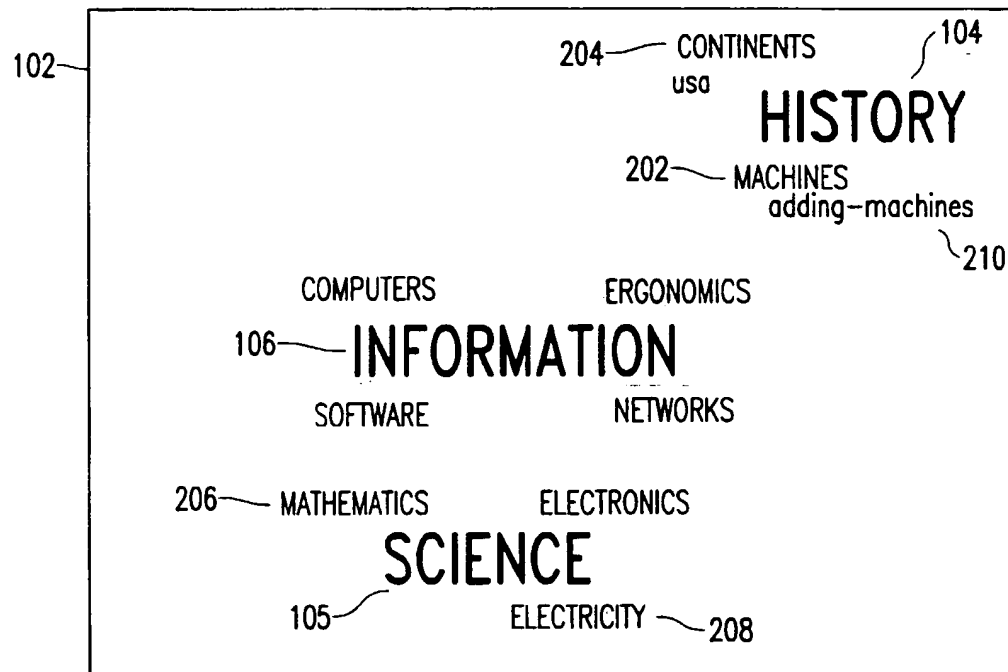 204 CONTINENTS 104
102
usa
HISTORY
202 MACHINES
adding-machines
210
COMPUTERS ERGONOMICS
106 INFORMATION
SOFTWARE NETWORKS
206 MATHEMATICS ELECTRONICS
SCIENCE
105 ELECTRICITY 208